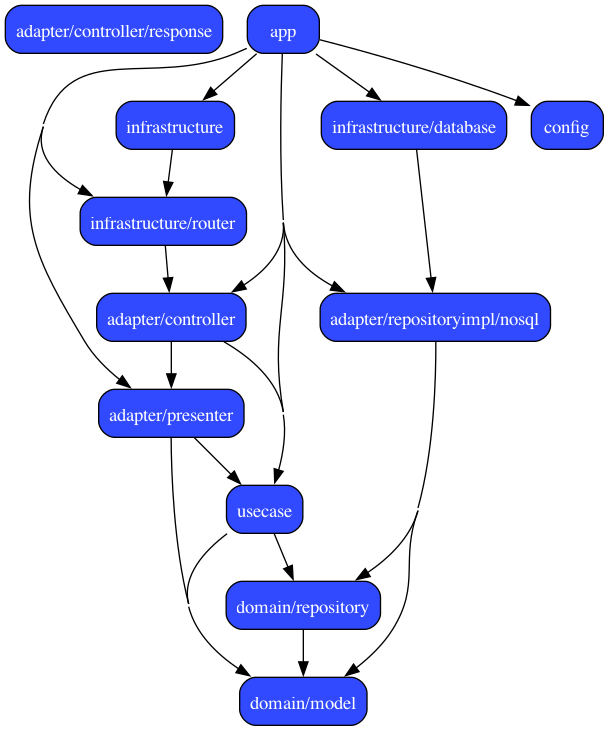 adapter/controller/response
app
infrastructure
infrastructure/database
config
infrastructure/router
adapter/controller
adapter/repositoryimpl/nosql
adapter/presenter
usecase
domain/repository
domain/model